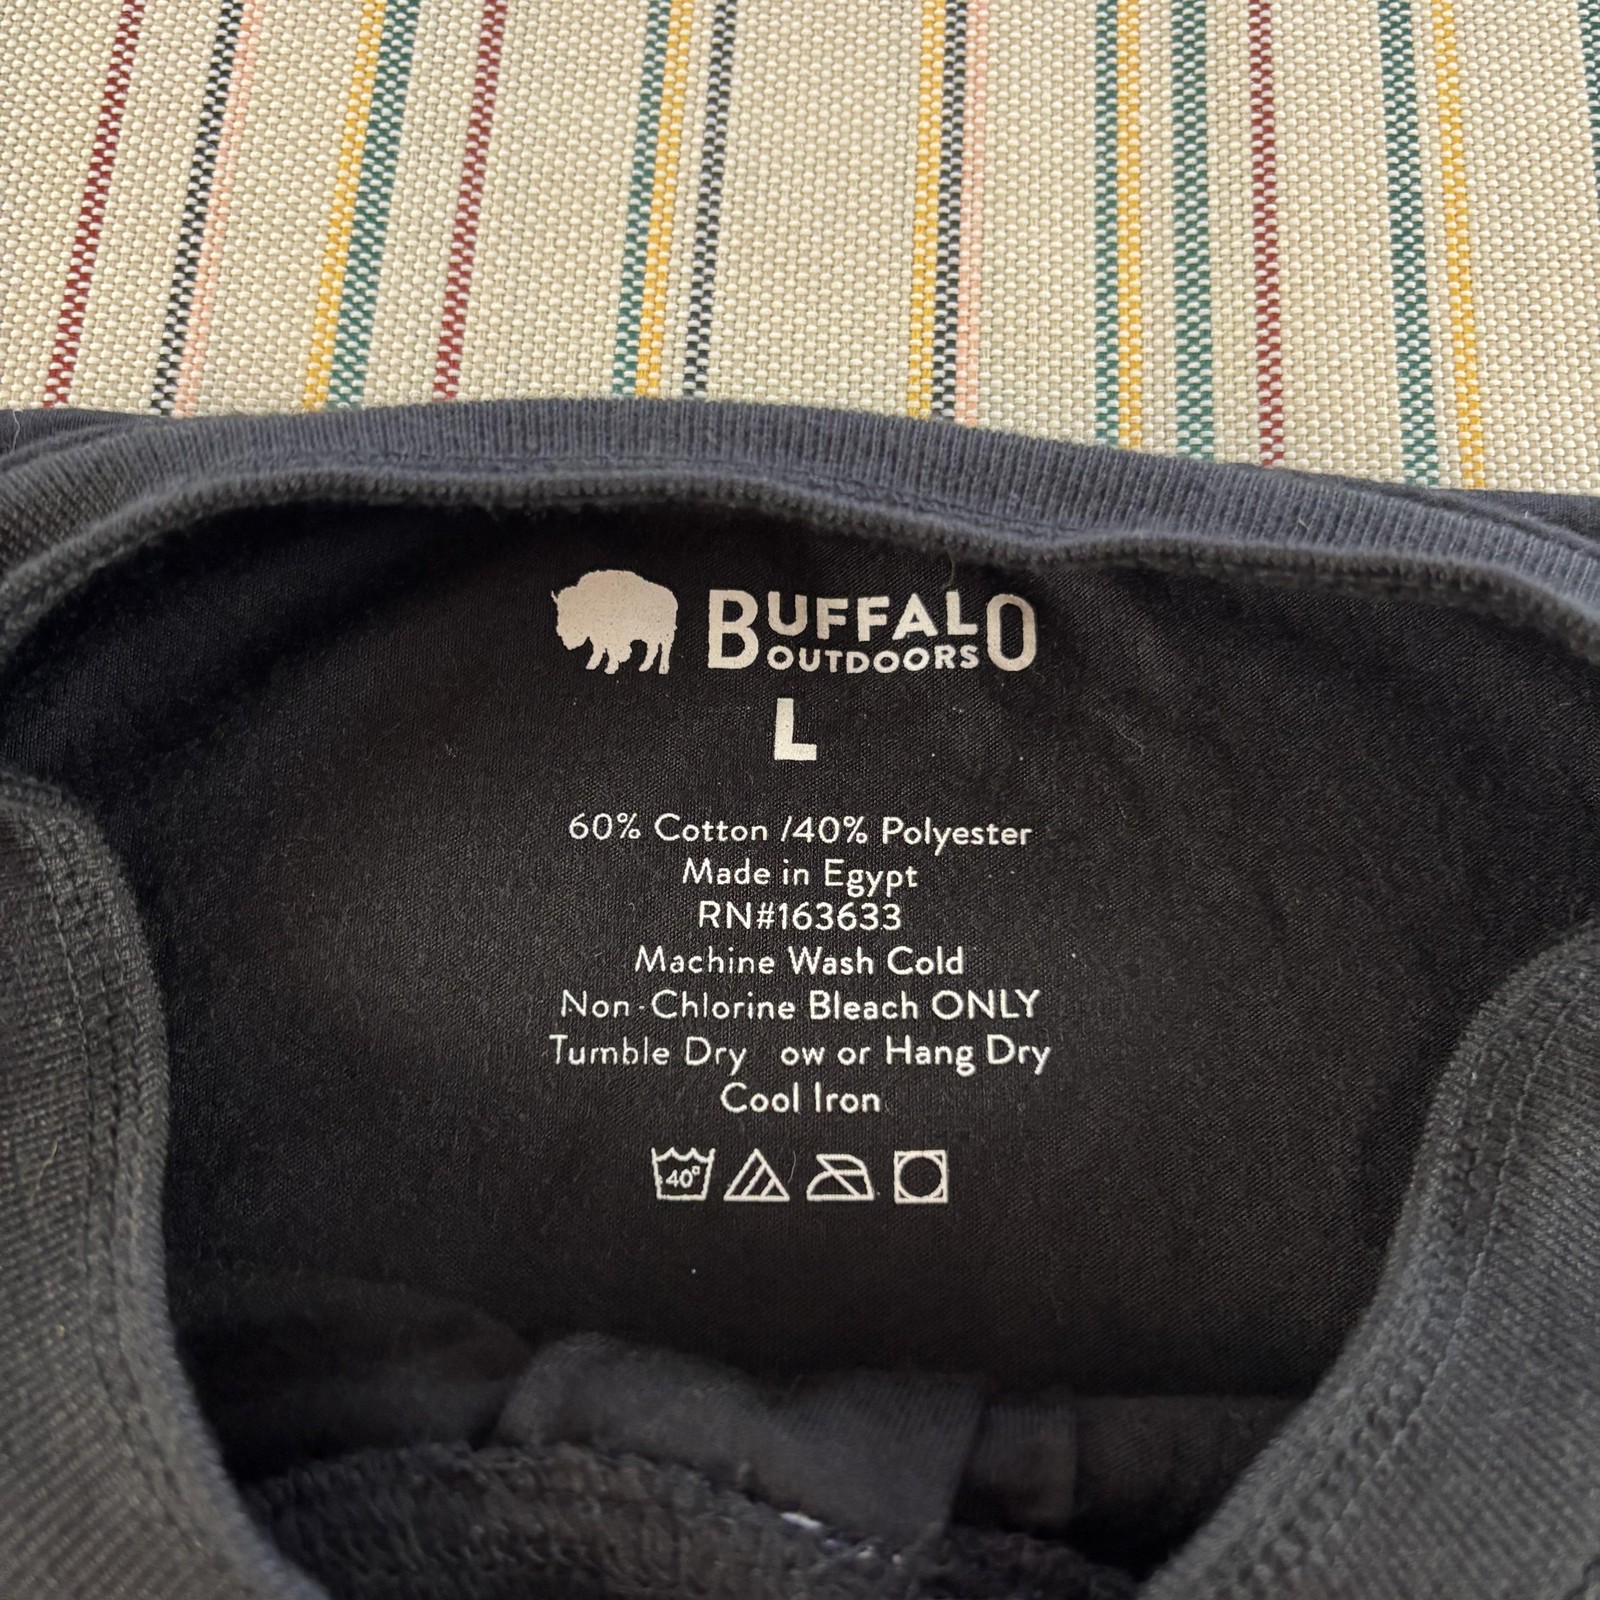 BUFFALO
OUTDOORS
L
60% Cotton /40% Polyester
Made in Egypt
RN#163633
Machine Wash Cold
Non-Chlorine Bleach ONLY
Tumble Dry ow or Hang Dry
Cool Iron
40°